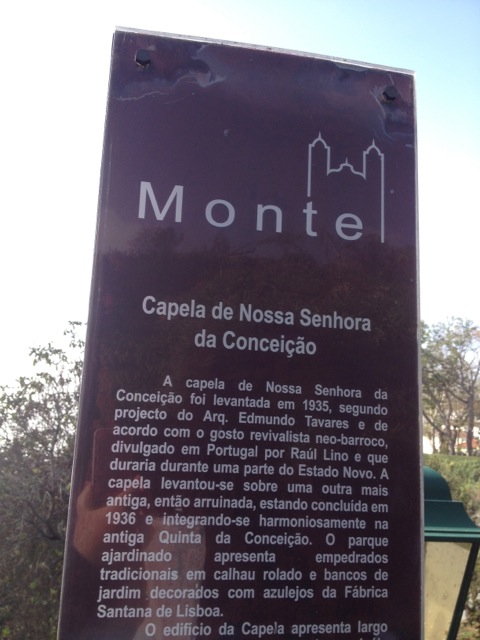 Monte
Capela de Nossa Senhora
da Conceição
A capela de Nossa Senhora da
Conceição foi levantada em 1935, segundo
projecto do Arq. Edmundo Tavares e de
acordo com o gosto revivalista neo-barroco,
divulgado em Portugal por Raúl Lino e que
duraria durante uma parte do Estado Novo. A
capela levantou-se sobre uma outra mais
antiga, então arruinada, estando concluída em
1936 e integrando-se harmoniosamente na
antiga Quinta da Conceição. O parque
ajardinado apresenta empedrados
tradicionais em calhau rolado e bancos de
jardim decorados com azulejos da Fábrica
Santana de Lisboa.
O edifício da Capela apresenta largo